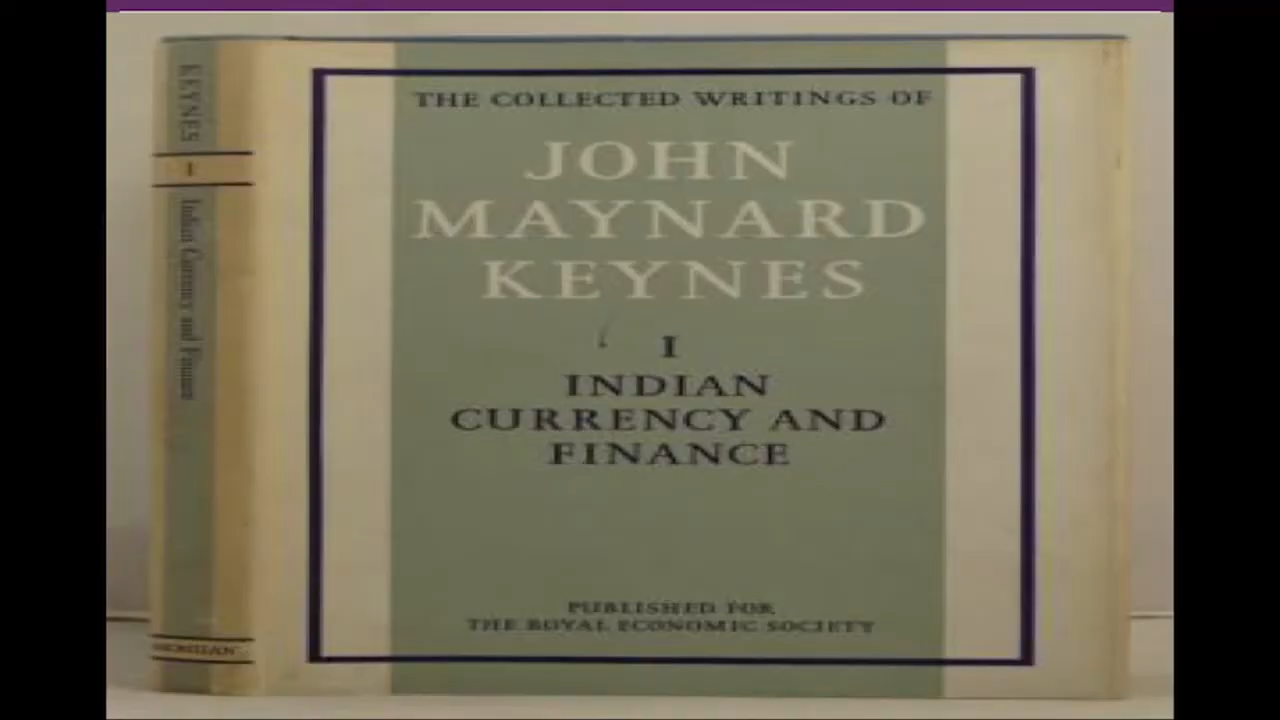 KEYNES
I
Indian Currency and Finance
MACMILLAN
THE COLLECTED WRITINGS OF
JOHN
MAYNARD
KEYNES
I
INDIAN
CURRENCY AND
FINANCE
PUBLISHED FOR
THE ROYAL ECONOMIC SOCIETY